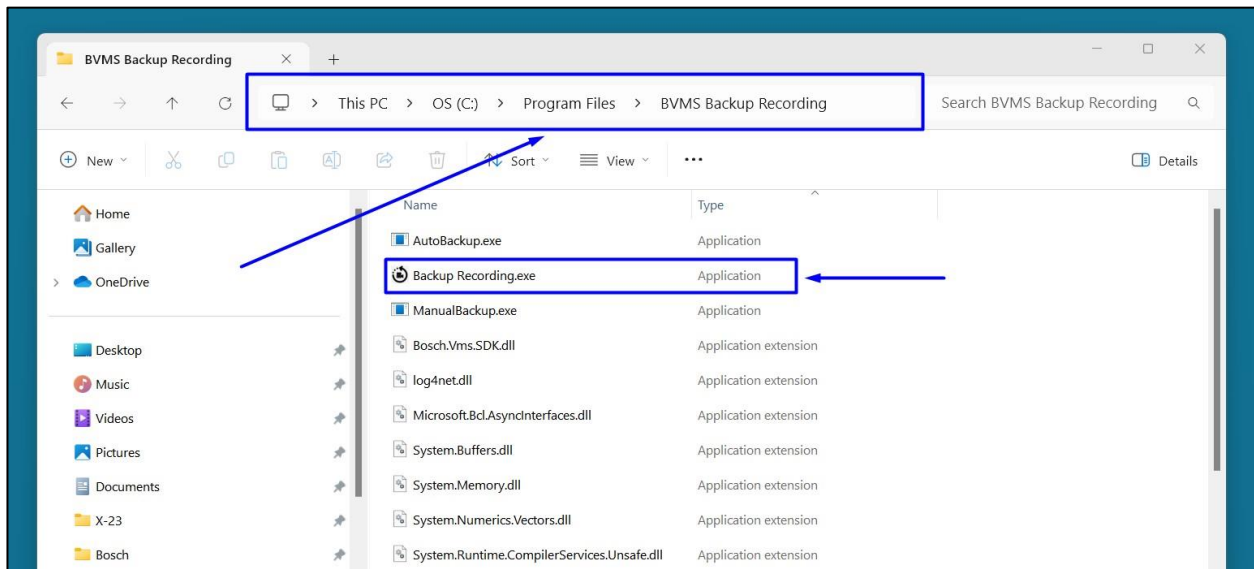 BVMS Backup Recording
This PC > OS (C:) > Program Files > BVMS Backup Recording
Search BVMS Backup Recording
New
Sort
View
Details
Home
Gallery
OneDrive
Desktop
Music
Videos
Pictures
Documents
X-23
Bosch
Name Type
AutoBackup.exe Application
Backup Recording.exe Application
ManualBackup.exe Application
Bosch.Vms.SDK.dll Application extension
log4net.dll Application extension
Microsoft.Bcl.AsyncInterfaces.dll Application extension
System.Buffers.dll Application extension
System.Memory.dll Application extension
System.Numerics.Vectors.dll Application extension
System.Runtime.CompilerServices.Unsafe.dll Application extension